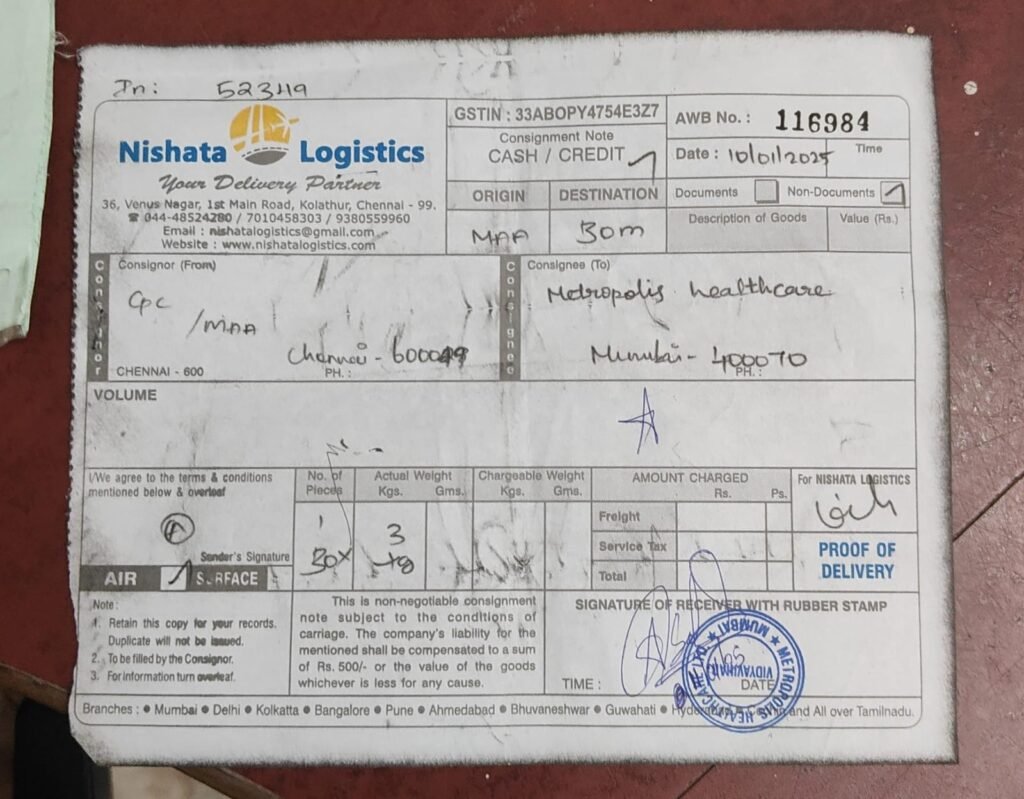 In: 52349
Nishata Logistics
Your Delivery Partner
36, Venus Nagar, 1st Main Road, Kolathur, Chennai - 99.
☎ 044-48524280 / 7010458303 / 9380559960
Email : nishatalogistics@gmail.com
Website : www.nishatalogistics.com
GSTIN : 33ABOPY4754E3Z7
Consignment Note
CASH / CREDIT ✓
AWB No. : 116984
Date : 10/01/2025 Time
ORIGIN DESTINATION
MAA BOM
Documents Non-Documents ✓
Description of Goods Value (Rs.)
Consignor
Consignor (From)
Cpc
/MAA
Chennai - 600049
CHENNAI - 600 PH. :
Consignee
Consignee (To)
Metropolis healthcare
Mumbai - 400070
PH. :
VOLUME
I/We agree to the terms & conditions
mentioned below & overleaf
Sender's Signature
AIR ✓ SURFACE
No. of
Pieces
1
Box
Actual Weight
Kgs. Gms.
3
kg
Chargeable Weight
Kgs. Gms.
AMOUNT CHARGED
Rs. Ps.
Freight
Service Tax
Total
For NISHATA LOGISTICS
PROOF OF
DELIVERY
Note :
1. Retain this copy for your records.
Duplicate will not be issued.
2. To be filled by the Consignor.
3. For information turn overleaf.
This is non-negotiable consignment
note subject to the conditions of
carriage. The company's liability for the
mentioned shall be compensated to a sum
of Rs. 500/- or the value of the goods
whichever is less for any cause.
SIGNATURE OF RECEIVER WITH RUBBER STAMP
TIME : DATE
METROPOLIS HEALTHCARE
★ MUMBAI ★
VIDYAVIHAR
Branches : ● Mumbai ● Delhi ● Kolkatta ● Bangalore ● Pune ● Ahmedabad ● Bhuvaneshwar ● Guwahati ● Hyderabad ● Cochin and All over Tamilnadu.